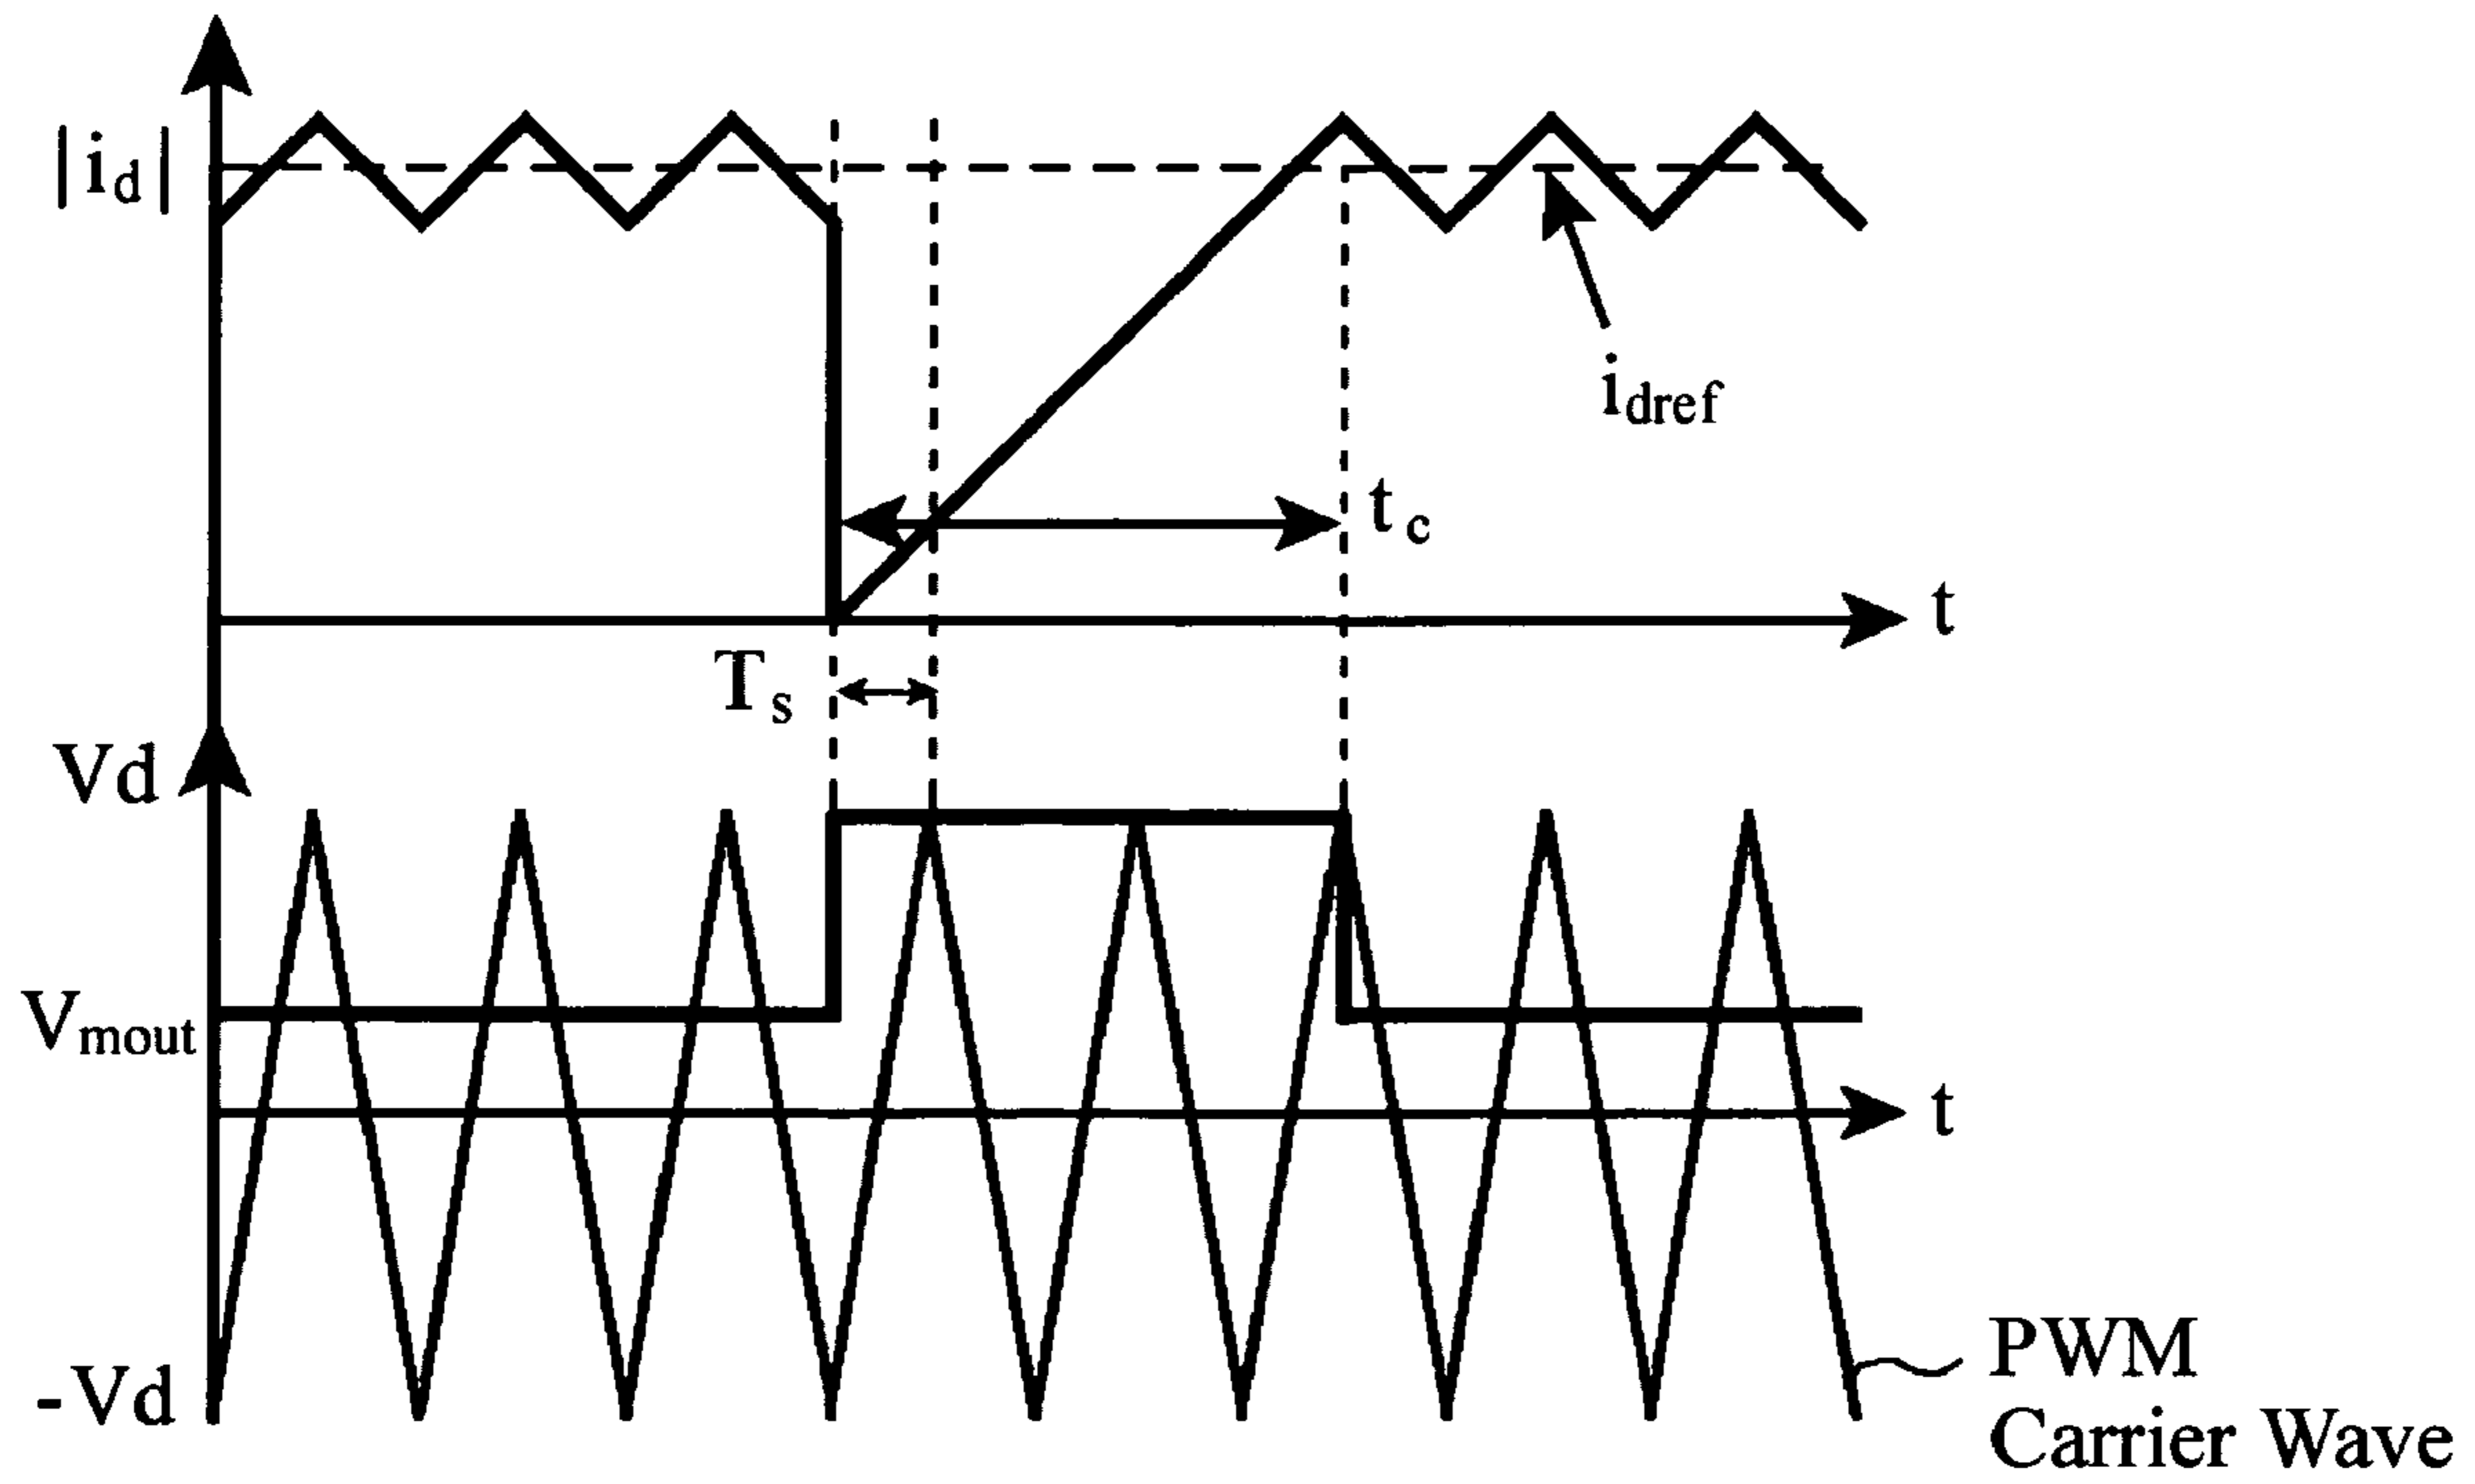 |id|
idref
tc
t
Ts
Vd
Vmout
t
-Vd
PWM
Carrier Wave